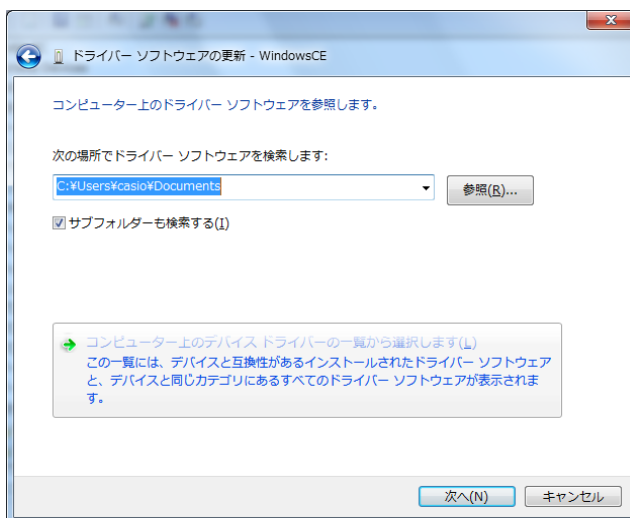 ドライバー ソフトウェアの更新 - WindowsCE
コンピューター上のドライバー ソフトウェアを参照します。
次の場所でドライバー ソフトウェアを検索します:
C:¥Users¥casio¥Documents
参照(R)...
サブフォルダーも検索する(I)
コンピューター上のデバイス ドライバーの一覧から選択します(L)
この一覧には、デバイスと互換性があるインストールされたドライバー ソフトウェア
と、デバイスと同じカテゴリにあるすべてのドライバー ソフトウェアが表示されま
す。
次へ(N)
キャンセル